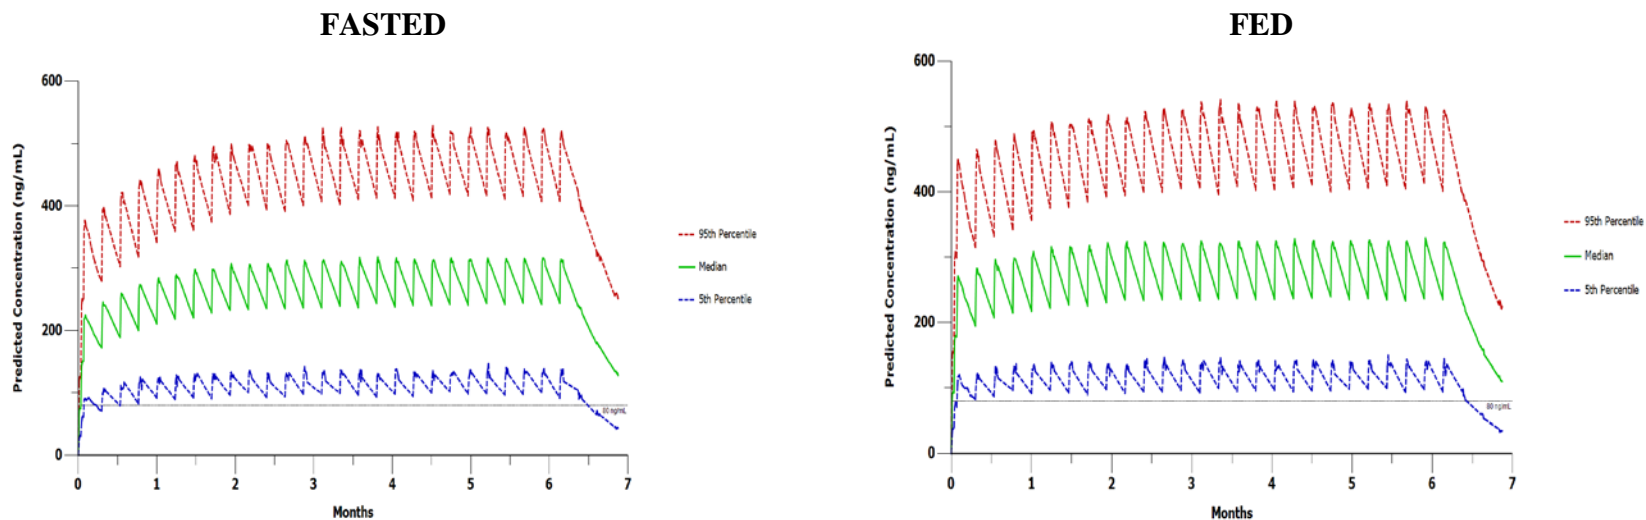 FASTED
FED
600
400
200
0
Predicted Concentration (ng/mL)
0 1 2 3 4 5 6 7
Months
95th Percentile
Median
5th Percentile
80 ng/mL
600
400
200
0
Predicted Concentration (ng/mL)
0 1 2 3 4 5 6 7
Months
95th Percentile
Median
5th Percentile
80 ng/mL